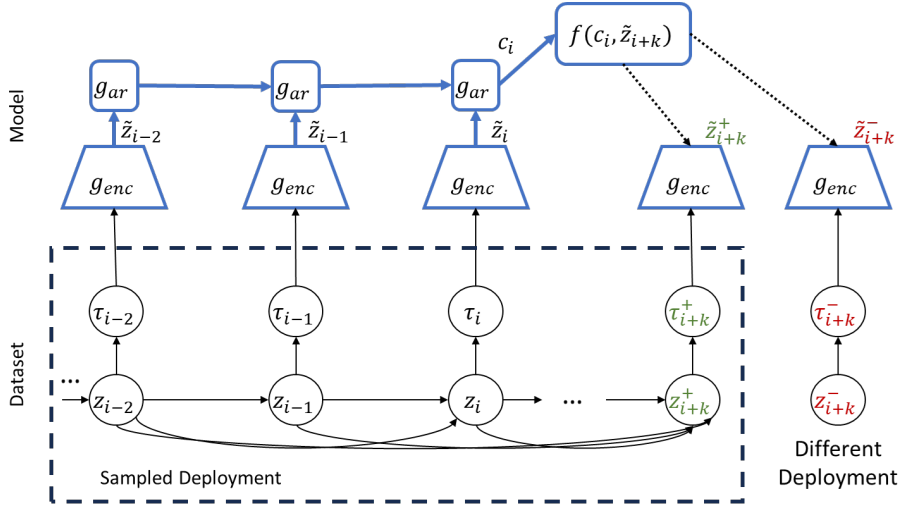 Model
g_ar
g_ar
g_ar
c_i
f(c_i, z̃_{i+k})
z̃_{i−2}
z̃_{i−1}
z̃_i
z̃^+_{i+k}
z̃^−_{i+k}
g_enc
g_enc
g_enc
g_enc
g_enc
Dataset
τ_{i−2}
τ_{i−1}
τ_i
τ^+_{i+k}
τ^−_{i+k}
...
z_{i−2}
z_{i−1}
z_i
...
z^+_{i+k}
z^−_{i+k}
Sampled Deployment
Different
Deployment